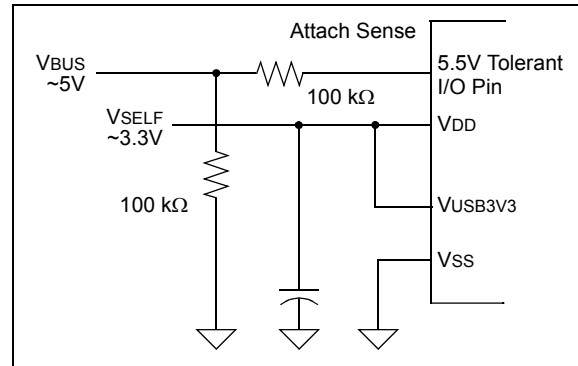 Attach Sense
VBUS
~5V
100 kΩ
5.5V Tolerant
I/O Pin
VSELF
~3.3V
VDD
100 kΩ
VUSB3V3
VSS